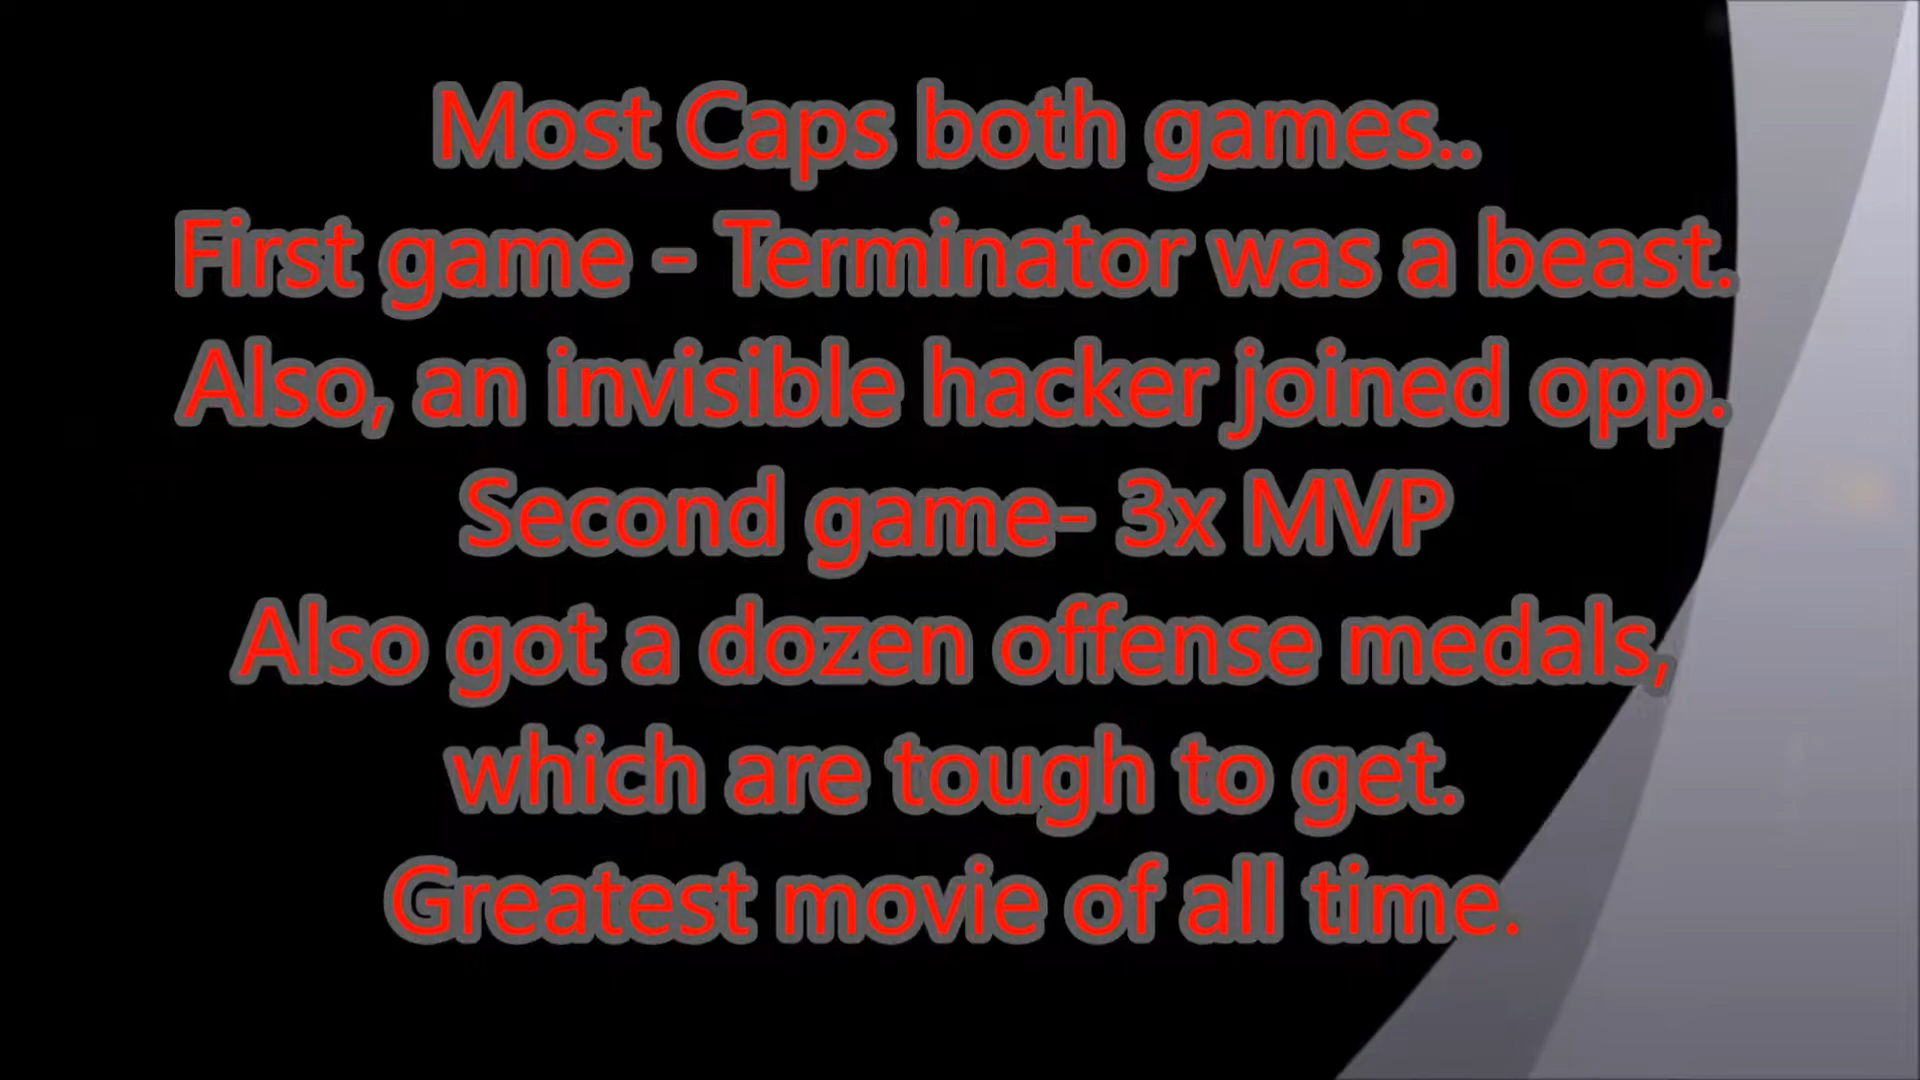 Most Caps both games..
First game - Terminator was a beast.
Also, an invisible hacker joined opp.
Second game- 3x MVP
Also got a dozen offense medals,
which are tough to get.
Greatest movie of all time.